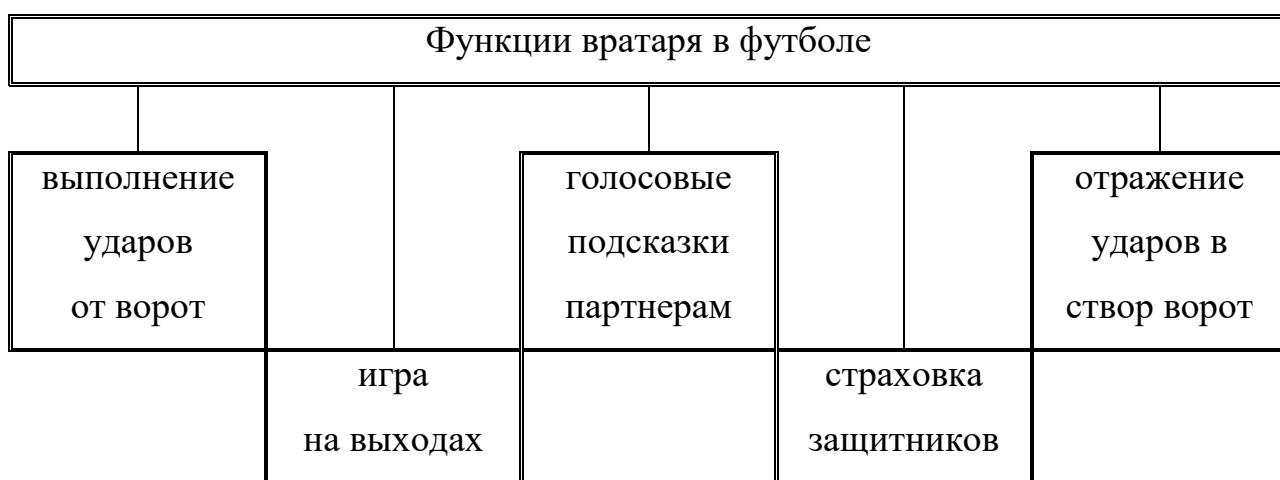 Функции вратаря в футболе
выполнение
ударов
от ворот
голосовые
подсказки
партнерам
отражение
ударов в
створ ворот
игра
на выходах
страховка
защитников